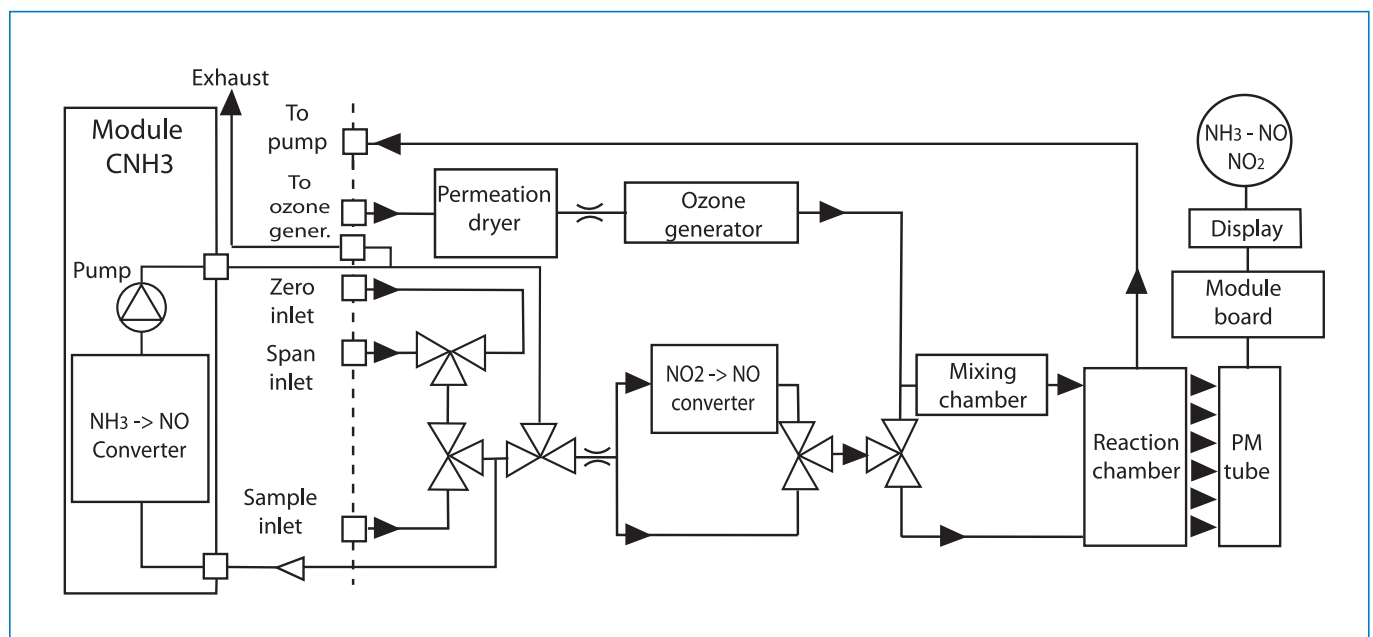 Exhaust
Module
CNH3
To
pump
To
ozone
gener.
Permeation
dryer
Ozone
generator
NH3 - NO
NO2
Display
Module
board
Pump
Zero
inlet
Span
inlet
NH3 -> NO
Converter
NO2 -> NO
converter
Mixing
chamber
Reaction
chamber
PM
tube
Sample
inlet